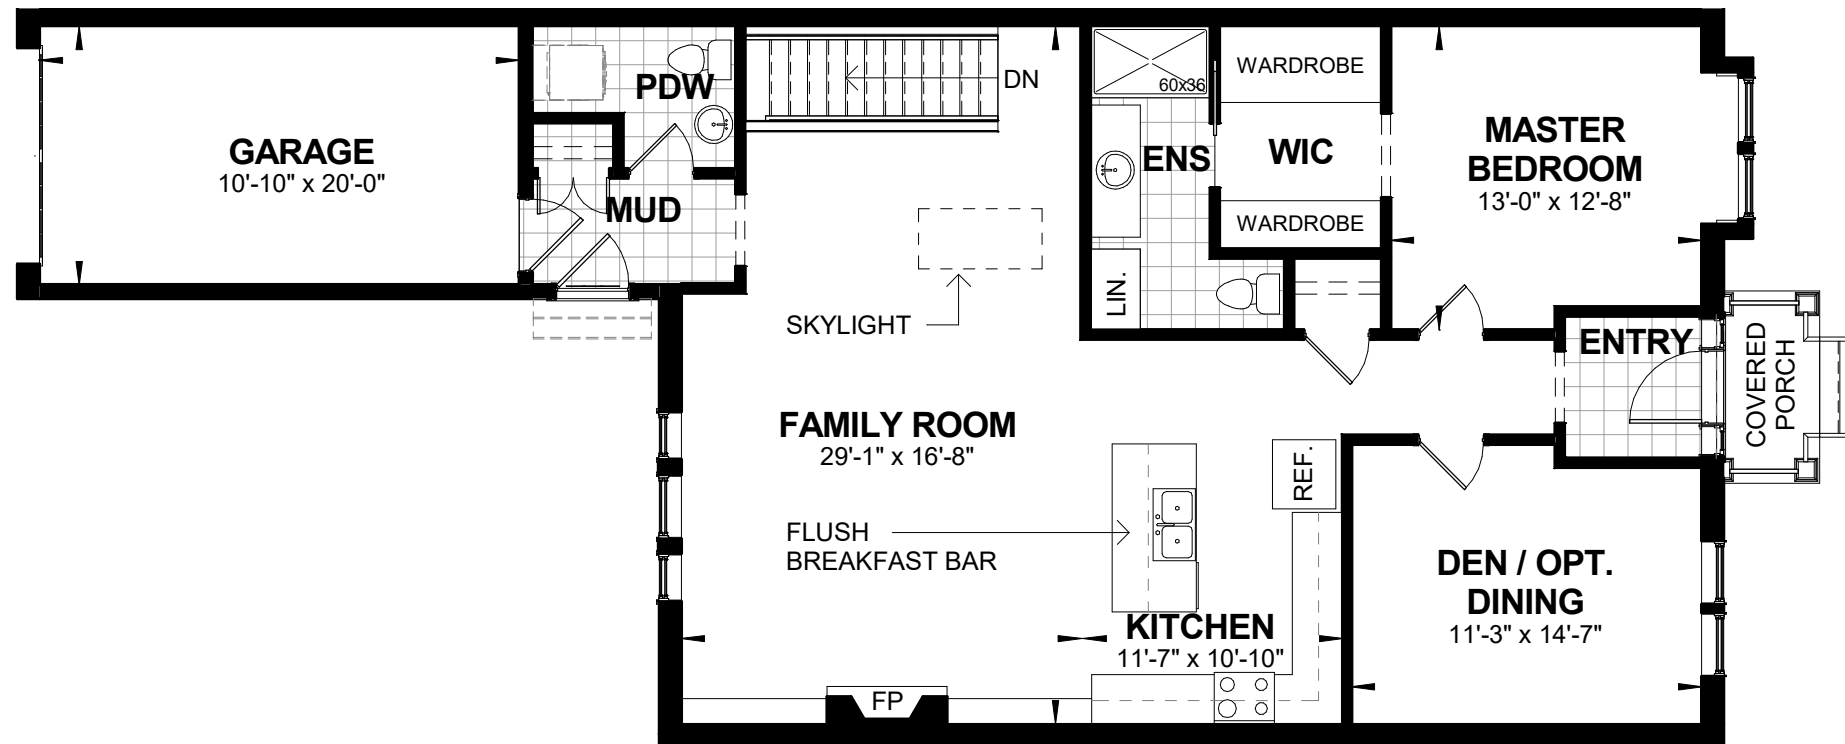 GARAGE
10'-10" x 20'-0"
PDW
MUD
DN
SKYLIGHT
FAMILY ROOM
29'-1" x 16'-8"
FLUSH
BREAKFAST BAR
FP
60x36
ENS
LIN.
WARDROBE
WIC
WARDROBE
MASTER
BEDROOM
13'-0" x 12'-8"
ENTRY
COVERED
PORCH
REF.
KITCHEN
11'-7" x 10'-10"
DEN / OPT.
DINING
11'-3" x 14'-7"